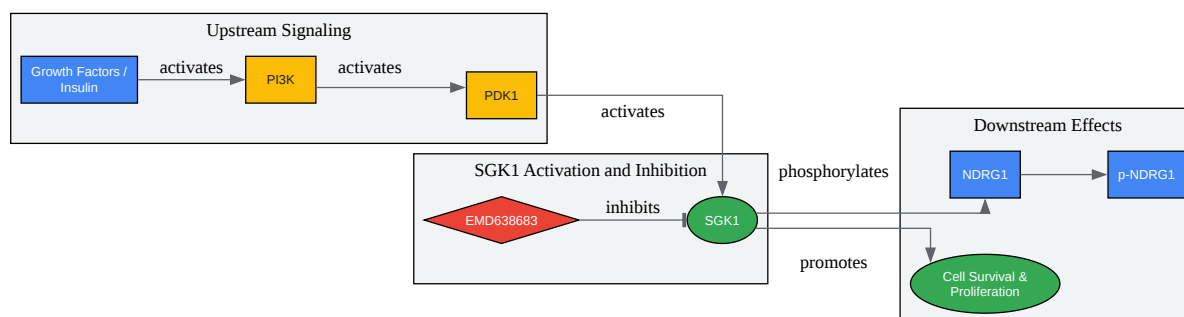 Upstream Signaling
Growth Factors /
Insulin
activates
PI3K
activates
PDK1
activates
SGK1 Activation and Inhibition
EMD638683
inhibits
SGK1
phosphorylates
promotes
Downstream Effects
NDRG1
p-NDRG1
Cell Survival &
Proliferation